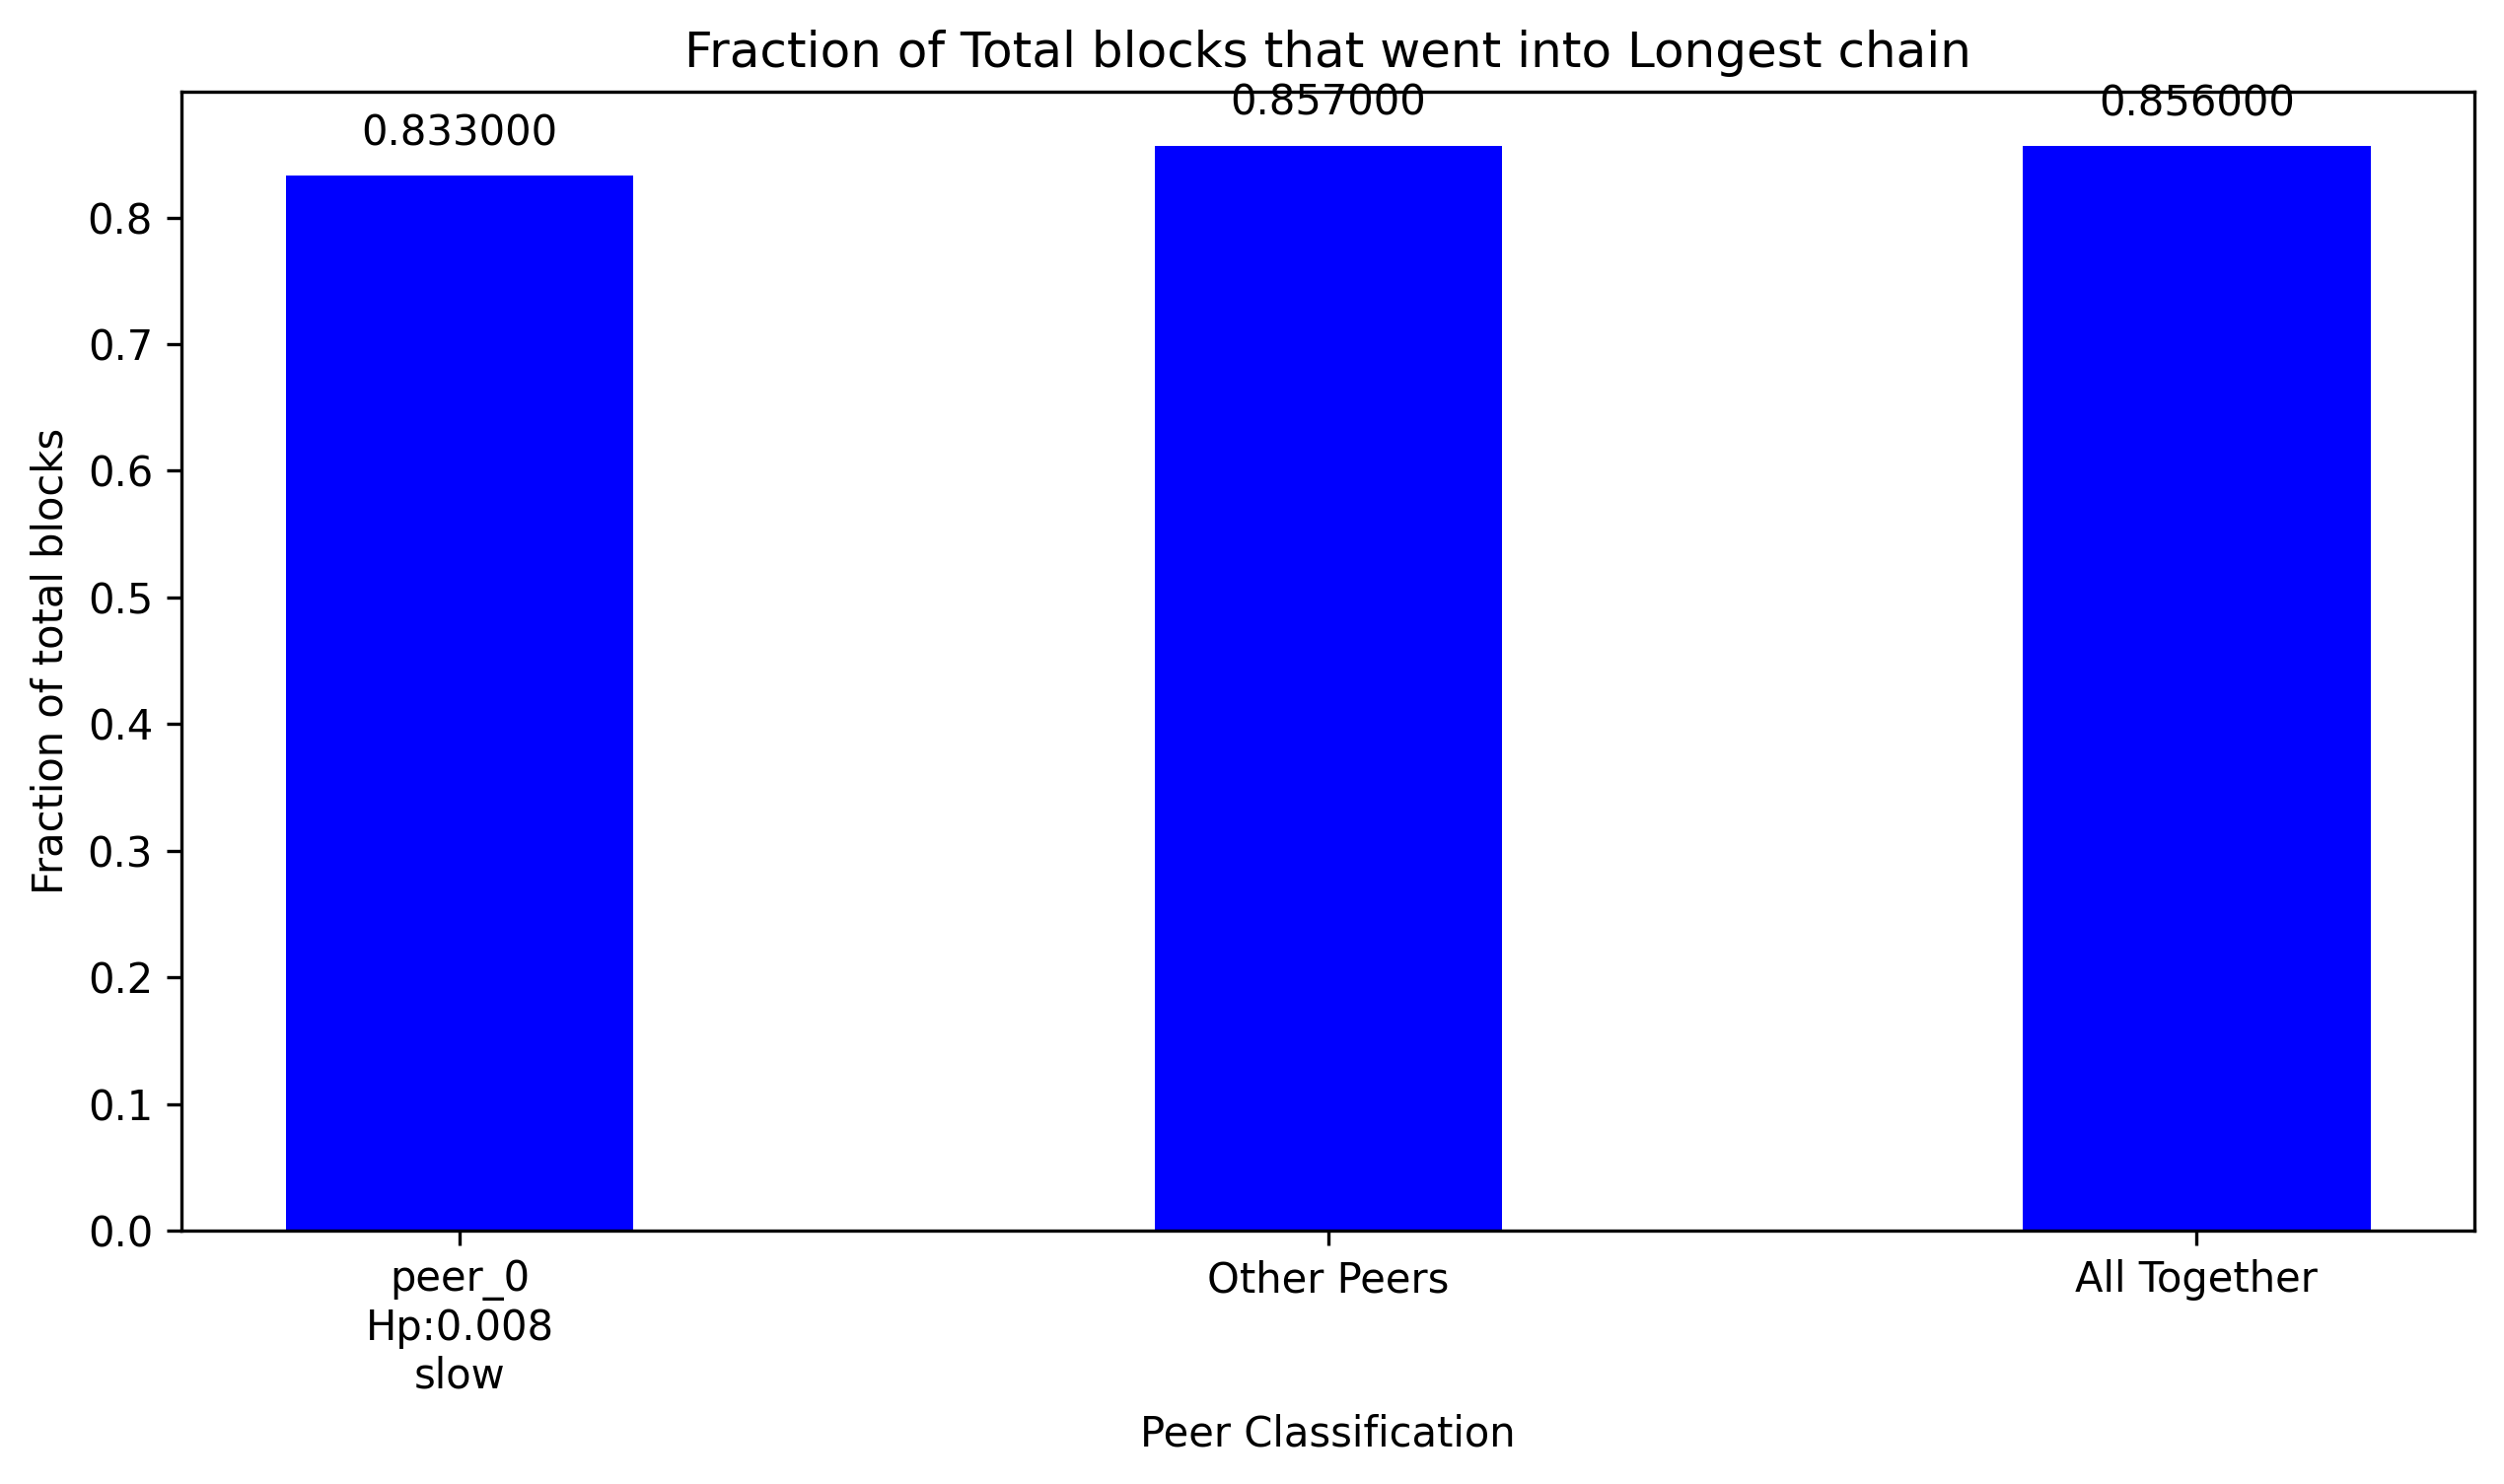 Fraction of Total blocks that went into Longest chain
0.833000
0.857000
0.856000
Fraction of total blocks
0.8
0.7
0.6
0.5
0.4
0.3
0.2
0.1
0.0
peer_0
Hp:0.008
slow
Other Peers
All Together
Peer Classification